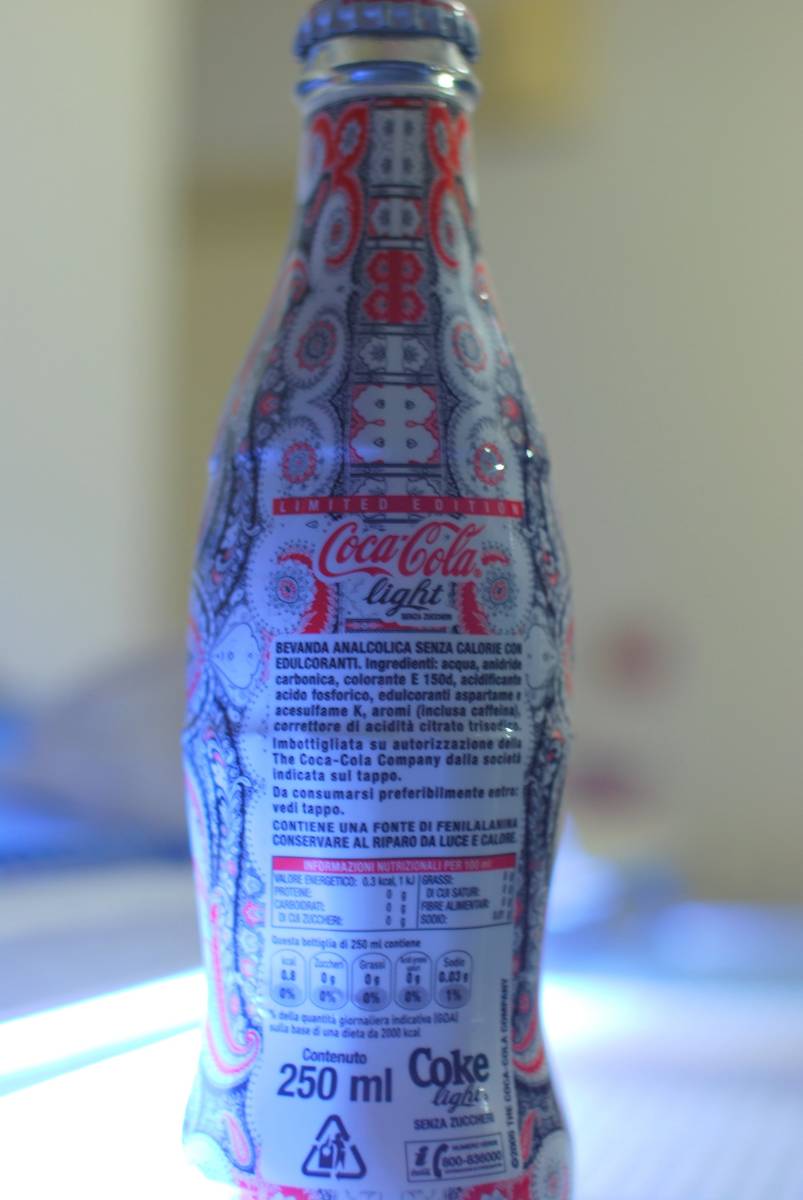 LIMITED EDITION
Coca-Cola
light
SENZA ZUCCHERI
BEVANDA ANALCOLICA SENZA CALORIE CON
EDULCORANTI. Ingredienti: acqua, anidride
carbonica, colorante E 150d, acidificante
acido fosforico, edulcoranti aspartame e
acesulfame K, aromi (inclusa caffeina),
correttore di acidità citrato trisodico.
Imbottigliata su autorizzazione della
The Coca-Cola Company dalla società
indicata sul tappo.
Da consumarsi preferibilmente entro:
vedi tappo.
CONTIENE UNA FONTE DI FENILALANINA
CONSERVARE AL RIPARO DA LUCE E CALORE.
INFORMAZIONI NUTRIZIONALI PER 100 ml
VALORE ENERGETICO: 0.3 kcal, 1 kJ GRASSI:
PROTEINE: 0 g DI CUI SATURI:
CARBOIDRATI: 0 g FIBRE ALIMENTARI:
DI CUI ZUCCHERI: 0 g SODIO:
Questa bottiglia di 250 ml contiene
kcal Zuccheri Grassi Sodio
0.8 0 g 0 g 0 g 0.03 g
0% 0% 0% 0% 1%
% della quantità giornaliera indicativa (GDA)
sulla base di una dieta da 2000 kcal
Contenuto
250 ml
Coke
light
SENZA ZUCCHERI
NUMERO VERDE
800-836000
©2005 THE COCA-COLA COMPANY